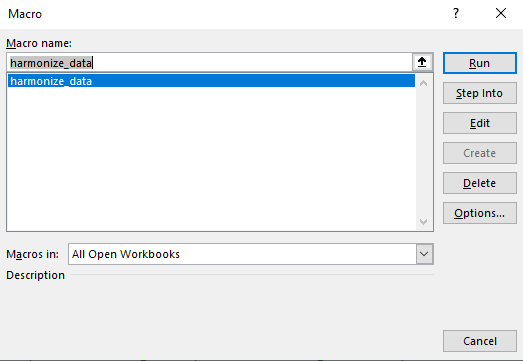 Macro
?
Macro name:
harmonize_data
harmonize_data
Run
Step Into
Edit
Create
Delete
Options...
Macros in:
All Open Workbooks
Description
Cancel